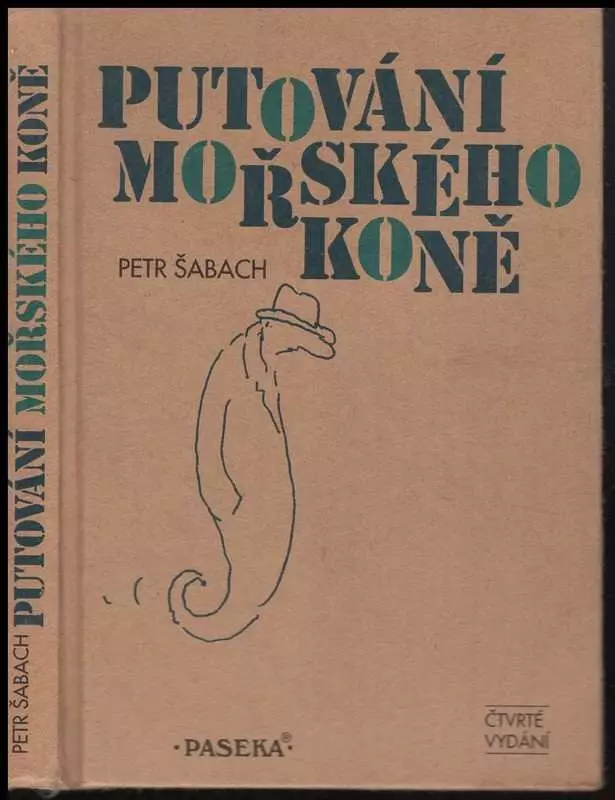 PUTOVÁNÍ
MOŘSKÉHO
KONĚ
PETR ŠABACH
·PASEKA®·
ČTVRTÉ
VYDÁNÍ
PETR ŠABACH PUTOVÁNÍ MOŘSKÉHO KONĚ